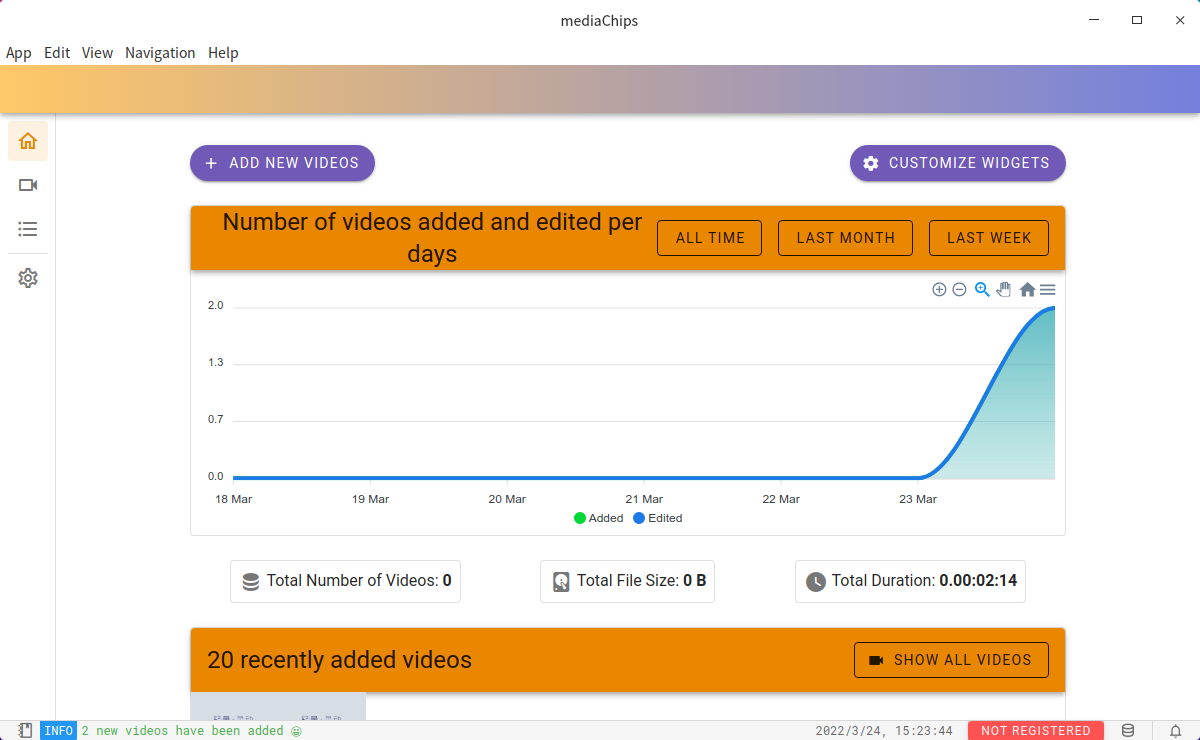 mediaChips
App Edit View Navigation Help
ADD NEW VIDEOS
CUSTOMIZE WIDGETS
Number of videos added and edited per
days
ALL TIME
LAST MONTH
LAST WEEK
2.0
1.3
0.7
0.0
18 Mar
19 Mar
20 Mar
21 Mar
22 Mar
23 Mar
Added
Edited
Total Number of Videos: 0
Total File Size: 0 B
Total Duration: 0.00:02:14
20 recently added videos
SHOW ALL VIDEOS
INFO 2 new videos have been added 😀
2022/3/24, 15:23:44
NOT REGISTERED